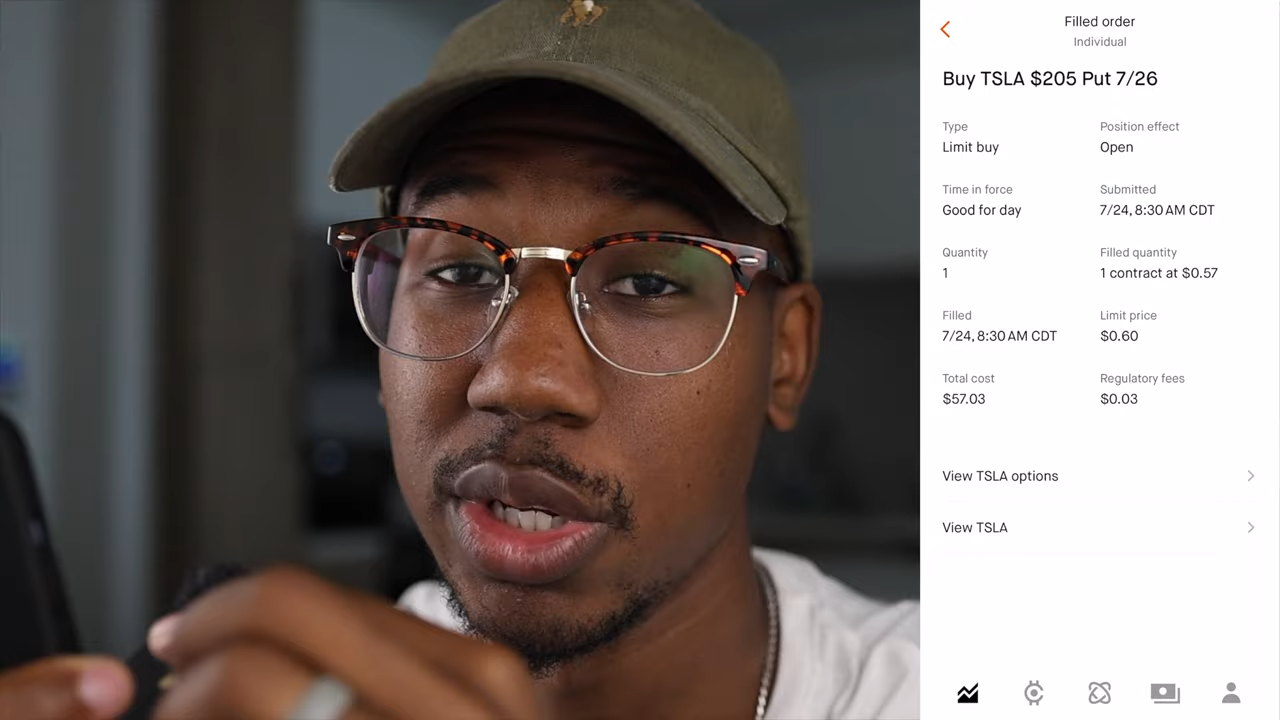 Filled order
Individual
Buy TSLA $205 Put 7/26
Type
Position effect
Limit buy
Open
Time in force
Submitted
Good for day
7/24, 8:30 AM CDT
Quantity
Filled quantity
1
1 contract at $0.57
Filled
Limit price
7/24, 8:30 AM CDT
$0.60
Total cost
Regulatory fees
$57.03
$0.03
View TSLA options
View TSLA